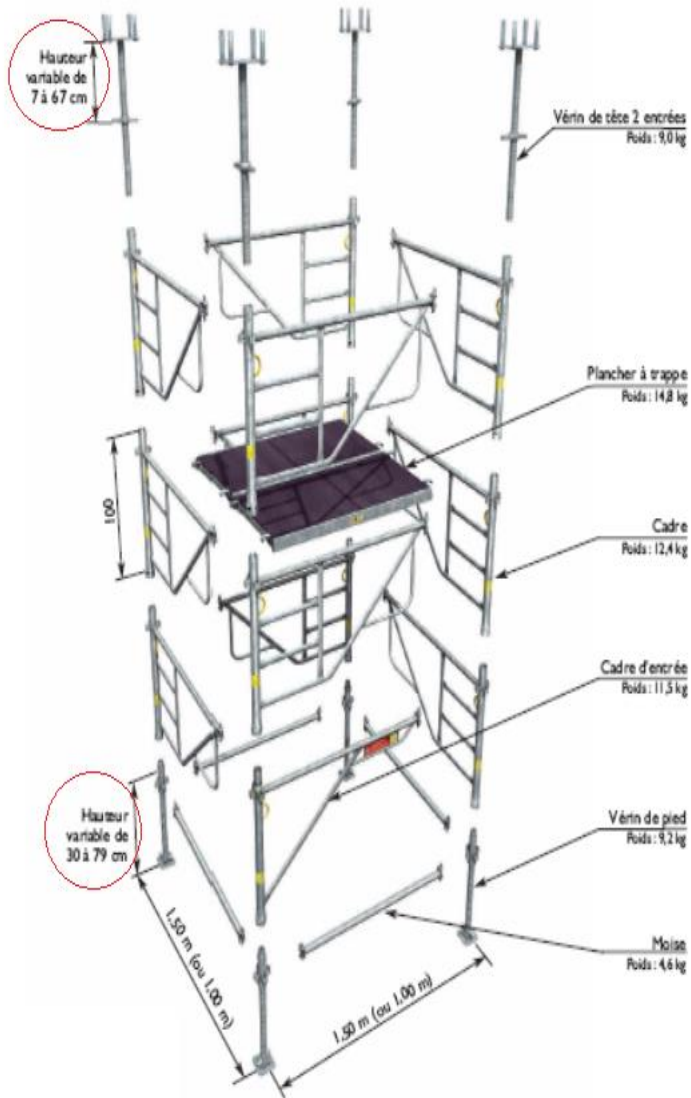 Hauteur
variable de
7 à 67 cm
Vérin de tête 2 entrées
Poids : 9,0 kg
Plancher à trappe
Poids : 14,8 kg
100
Cadre
Poids : 12,4 kg
Cadre d'entrée
Poids : 11,5 kg
Hauteur
variable de
30 à 79 cm
Vérin de pied
Poids : 9,2 kg
1,50 m (ou 1,00 m)
1,50 m (ou 1,00 m)
Moise
Poids : 4,6 kg